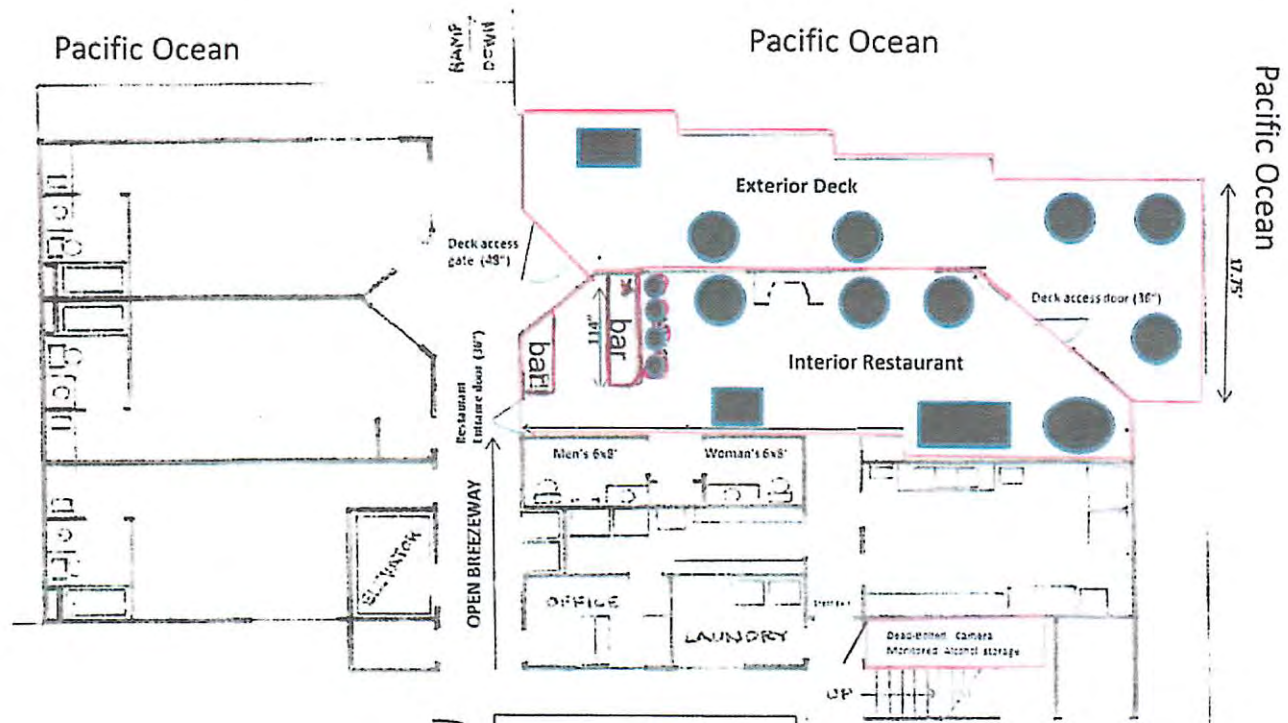 Pacific Ocean
RAMP
DOWN
Pacific Ocean
Pacific Ocean
Exterior Deck
Deck access
gate (48")
17.75'
Deck access door (36")
bar
114"
bar
Interior Restaurant
Restaurant
Entrance door (36")
Men's 6x8'
Woman's 6x8'
OPEN BREEZEWAY
ELEVATOR
OFFICE
LAUNDRY
Dead-Bolted Camera
Monitored Alcohol storage
UP